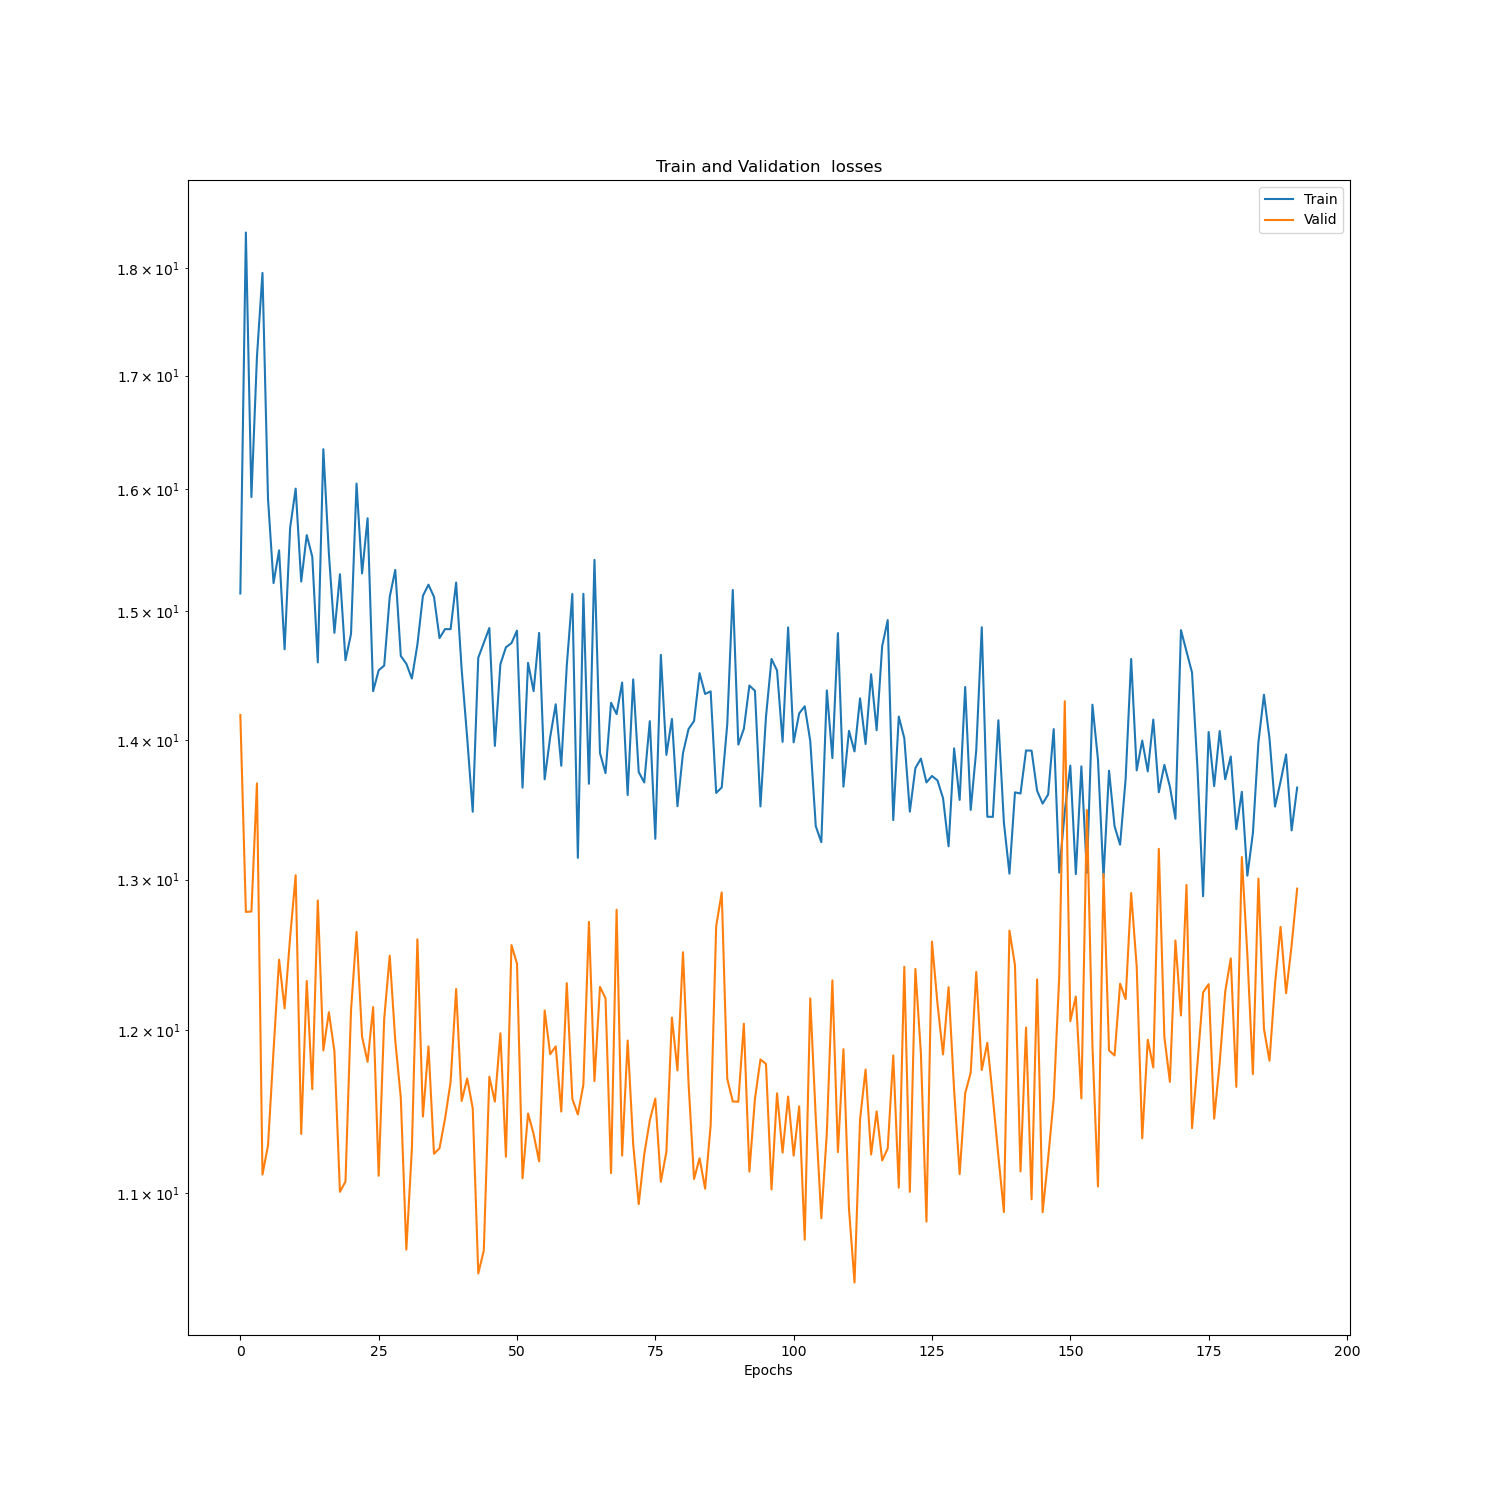 Train and Validation  losses
Train
Valid
1.8 × 10¹
1.7 × 10¹
1.6 × 10¹
1.5 × 10¹
1.4 × 10¹
1.3 × 10¹
1.2 × 10¹
1.1 × 10¹
0 25 50 75 100 125 150 175 200
Epochs